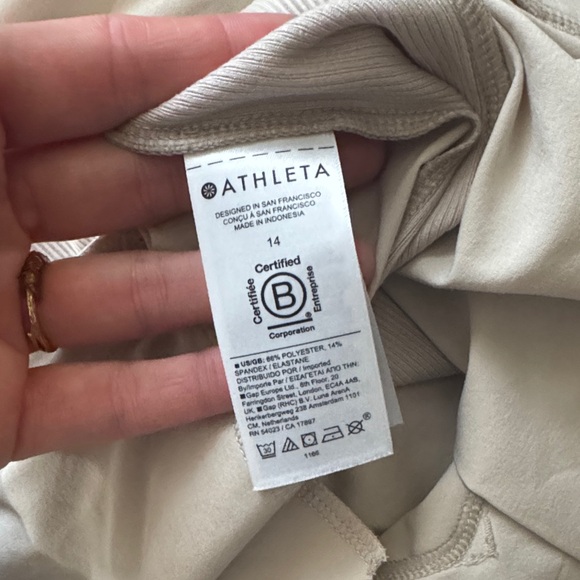 ATHLETA
DESIGNED IN SAN FRANCISCO
CONÇU À SAN FRANCISCO
MADE IN INDONESIA
14
Certified
Certifiée
B
Entreprise
®
Corporation
■ US/GB: 86% POLYESTER, 14%
SPANDEX / ELASTANE
DISTRIBUIDO POR / Imported
By/Importe Par / ΕΙΣΑΓΕΤΑΙ ΑΠΟ ΤΗΝ:
■Gap Europe Ltd., 6th Floor, 20
Farringdon Street, London, EC4A 4AB,
UK, ■Gap (RHC) B.V. Luna ArenA
Herikerbergweg 238 Amsterdam 1101
CM, Netherlands
RN 54023 / CA 17897
30
®
1186